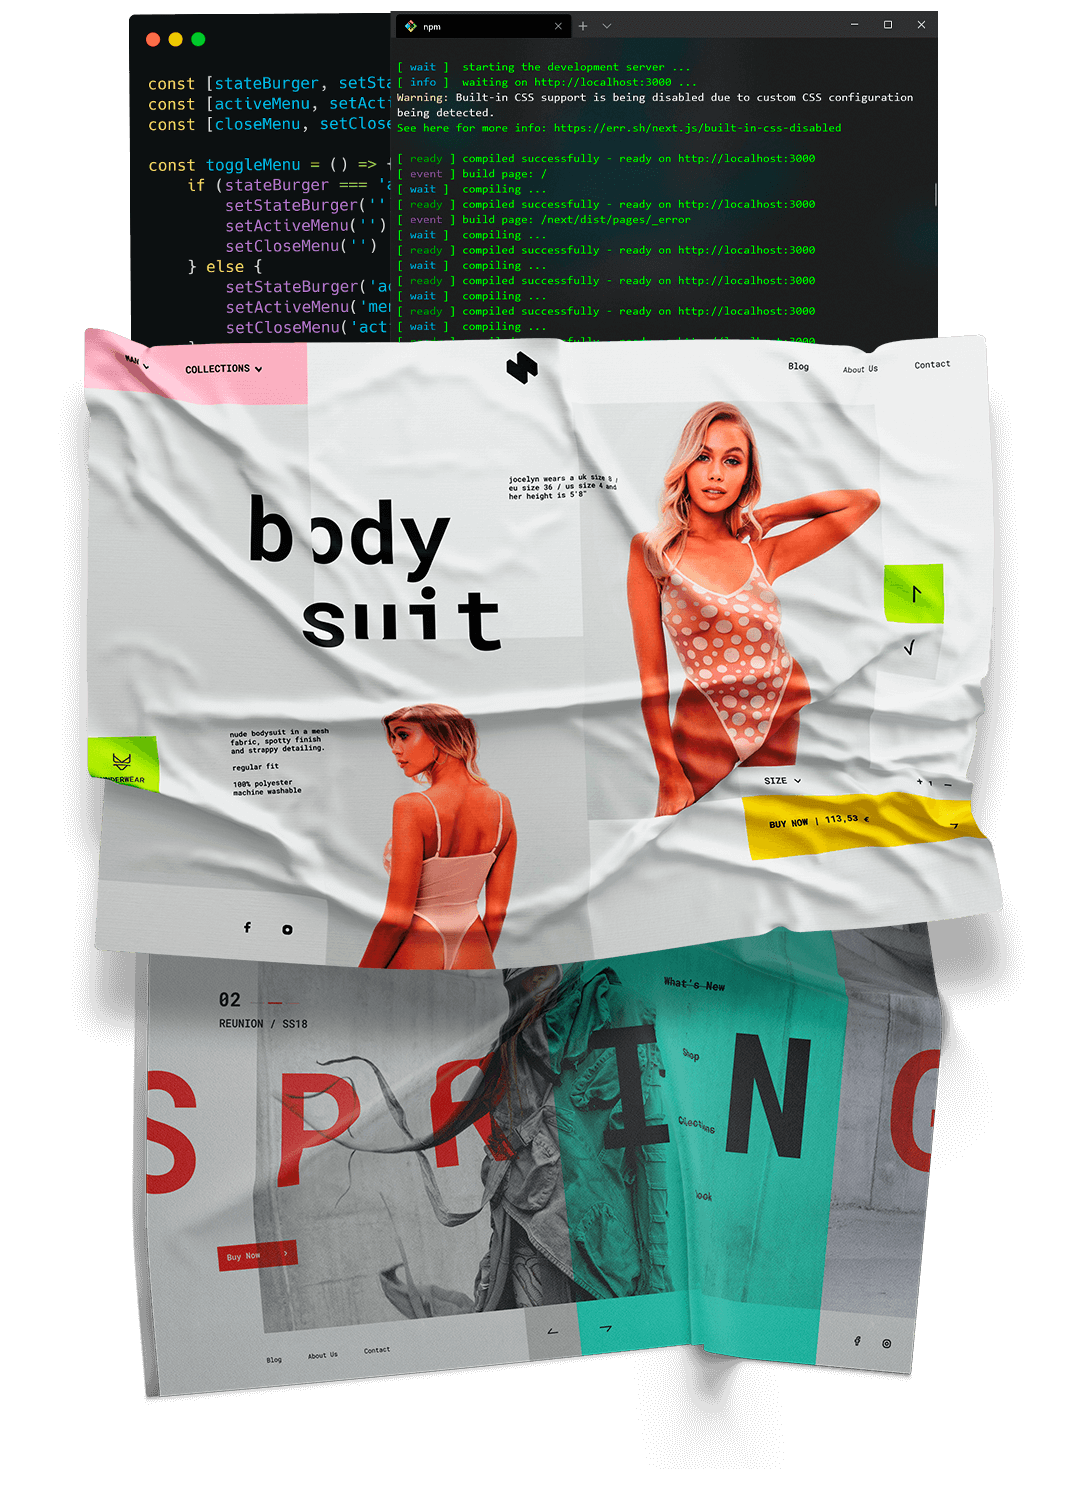 const [stateBurger, setSta
const [activeMenu, setAct
const [closeMenu, setClose
const toggleMenu = () => {
if (stateBurger === 'a
setStateBurger(''
setActiveMenu('')
setCloseMenu('')
} else {
setStateBurger('ac
setActiveMenu('me
setCloseMenu('act
npm
[ wait ] starting the development server ...
[ info ] waiting on http://localhost:3000 ...
Warning: Built-in CSS support is being disabled due to custom CSS configuration
being detected.
See here for more info: https://err.sh/next.js/built-in-css-disabled
[ ready ] compiled successfully - ready on http://localhost:3000
[ event ] build page: /
[ wait ] compiling ...
[ ready ] compiled successfully - ready on http://localhost:3000
[ event ] build page: /next/dist/pages/_error
[ wait ] compiling ...
[ ready ] compiled successfully - ready on http://localhost:3000
[ wait ] compiling ...
[ ready ] compiled successfully - ready on http://localhost:3000
[ wait ] compiling ...
[ ready ] compiled successfully - ready on http://localhost:3000
[ wait ] compiling ...
COLLECTIONS
Blog
About Us
Contact
jocelyn wears a uk size 8 /
eu size 36 / us size 4 and
her height is 5'8"
body
suit
nude bodysuit in a mesh
fabric, spotty finish
and strappy detailing.
regular fit
100% polyester
machine washable
SIZE
+ 1 -
BUY NOW | 113,53 €
02
REUNION / SS18
What's New
SPRING
Shop
Buy Now
Blog
About Us
Contact